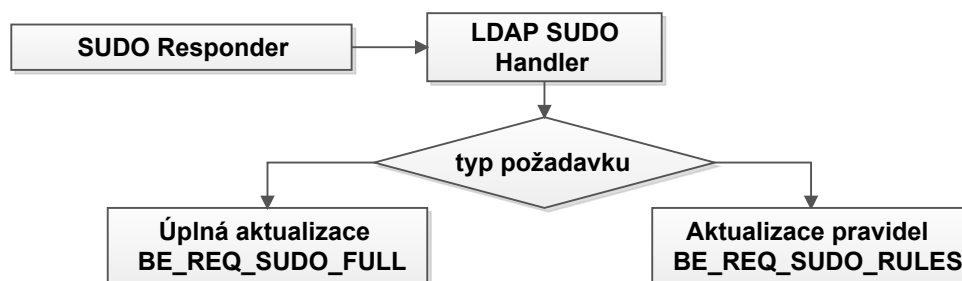 SUDO Responder
LDAP SUDO
Handler
typ požadavku
Úplná aktualizace
BE_REQ_SUDO_FULL
Aktualizace pravidel
BE_REQ_SUDO_RULES